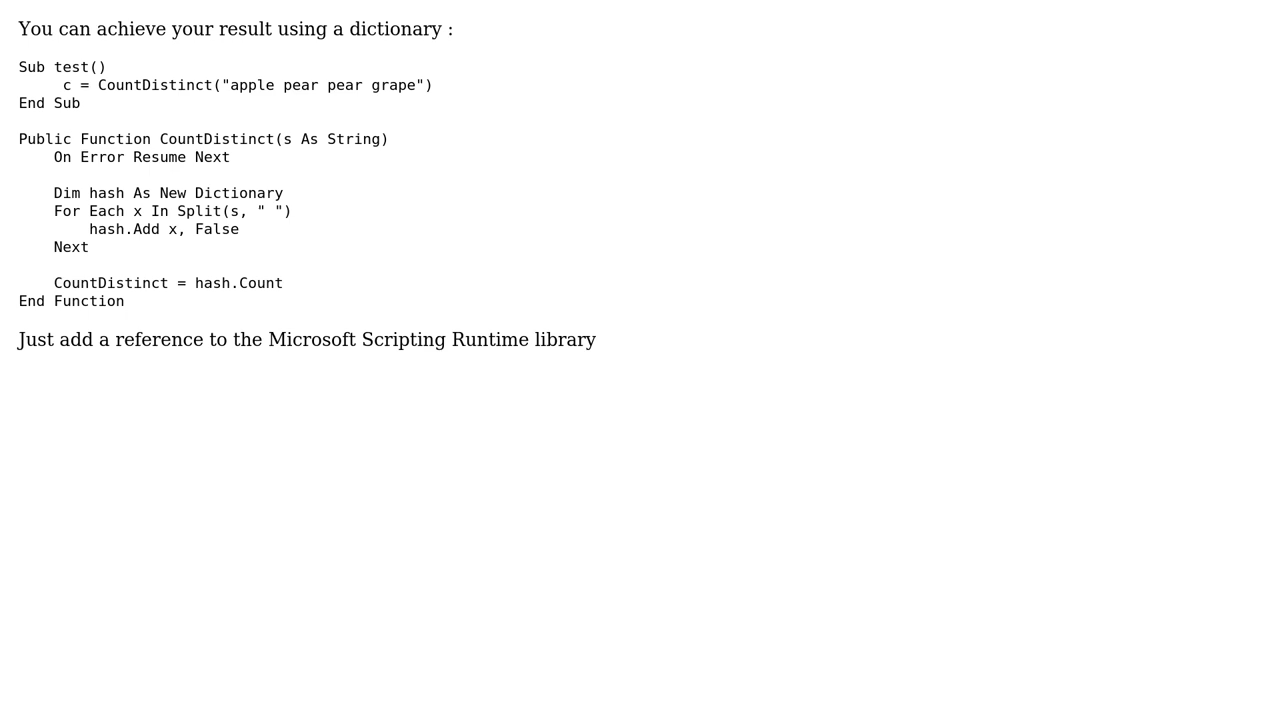 You can achieve your result using a dictionary :
Sub test()
     c = CountDistinct("apple pear pear grape")
End Sub
Public Function CountDistinct(s As String)
    On Error Resume Next
    Dim hash As New Dictionary
    For Each x In Split(s, " ")
        hash.Add x, False
    Next
    CountDistinct = hash.Count
End Function
Just add a reference to the Microsoft Scripting Runtime library